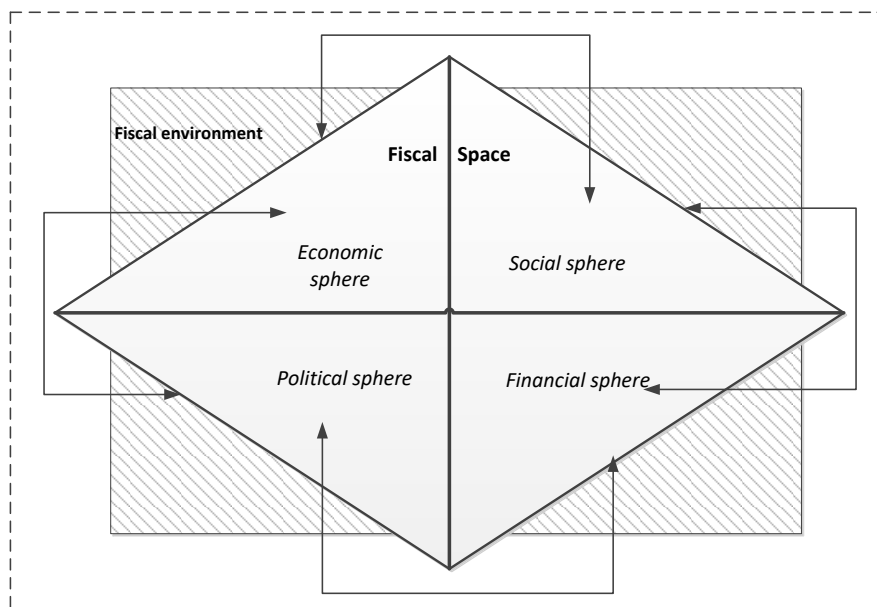 Fiscal environment
Fiscal Space
Economic
sphere
Social sphere
Political sphere
Financial sphere